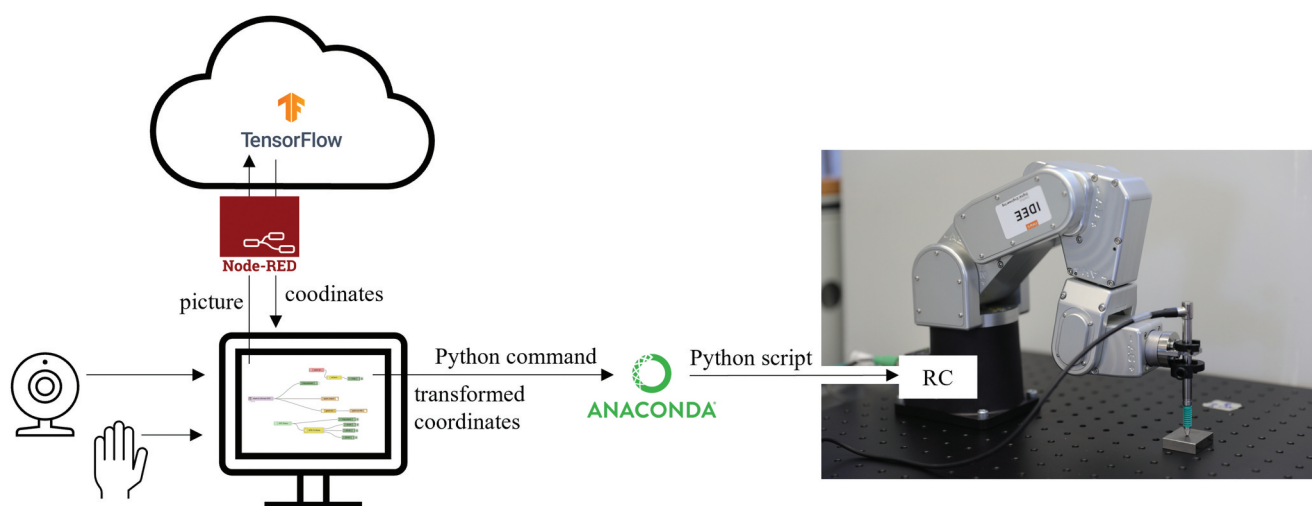 TensorFlow
Node-RED
picture
coodinates
Python command
transformed
coordinates
ANACONDA
Python script
RC
IDEE